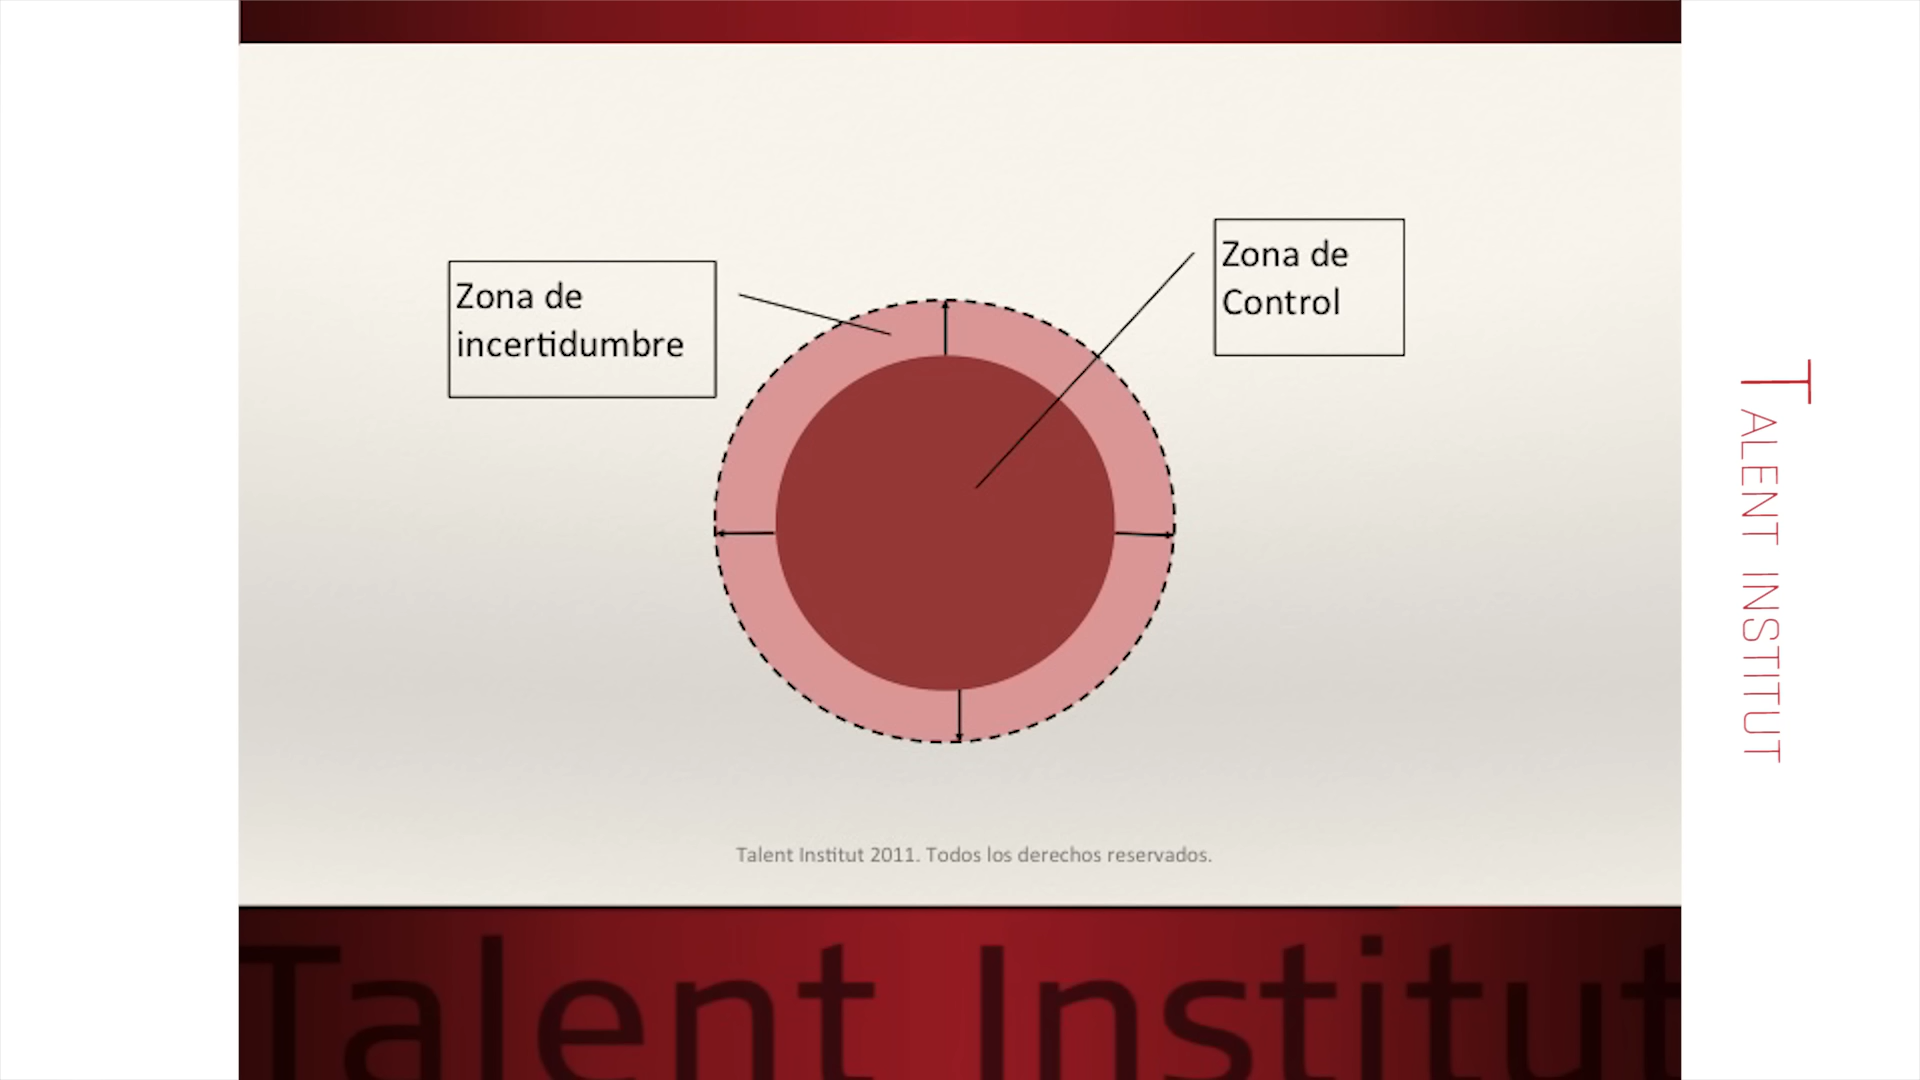 Zona de
incertidumbre
Zona de
Control
TALENT INSTITUT
Talent Institut 2011. Todos los derechos reservados.
Talent Institut